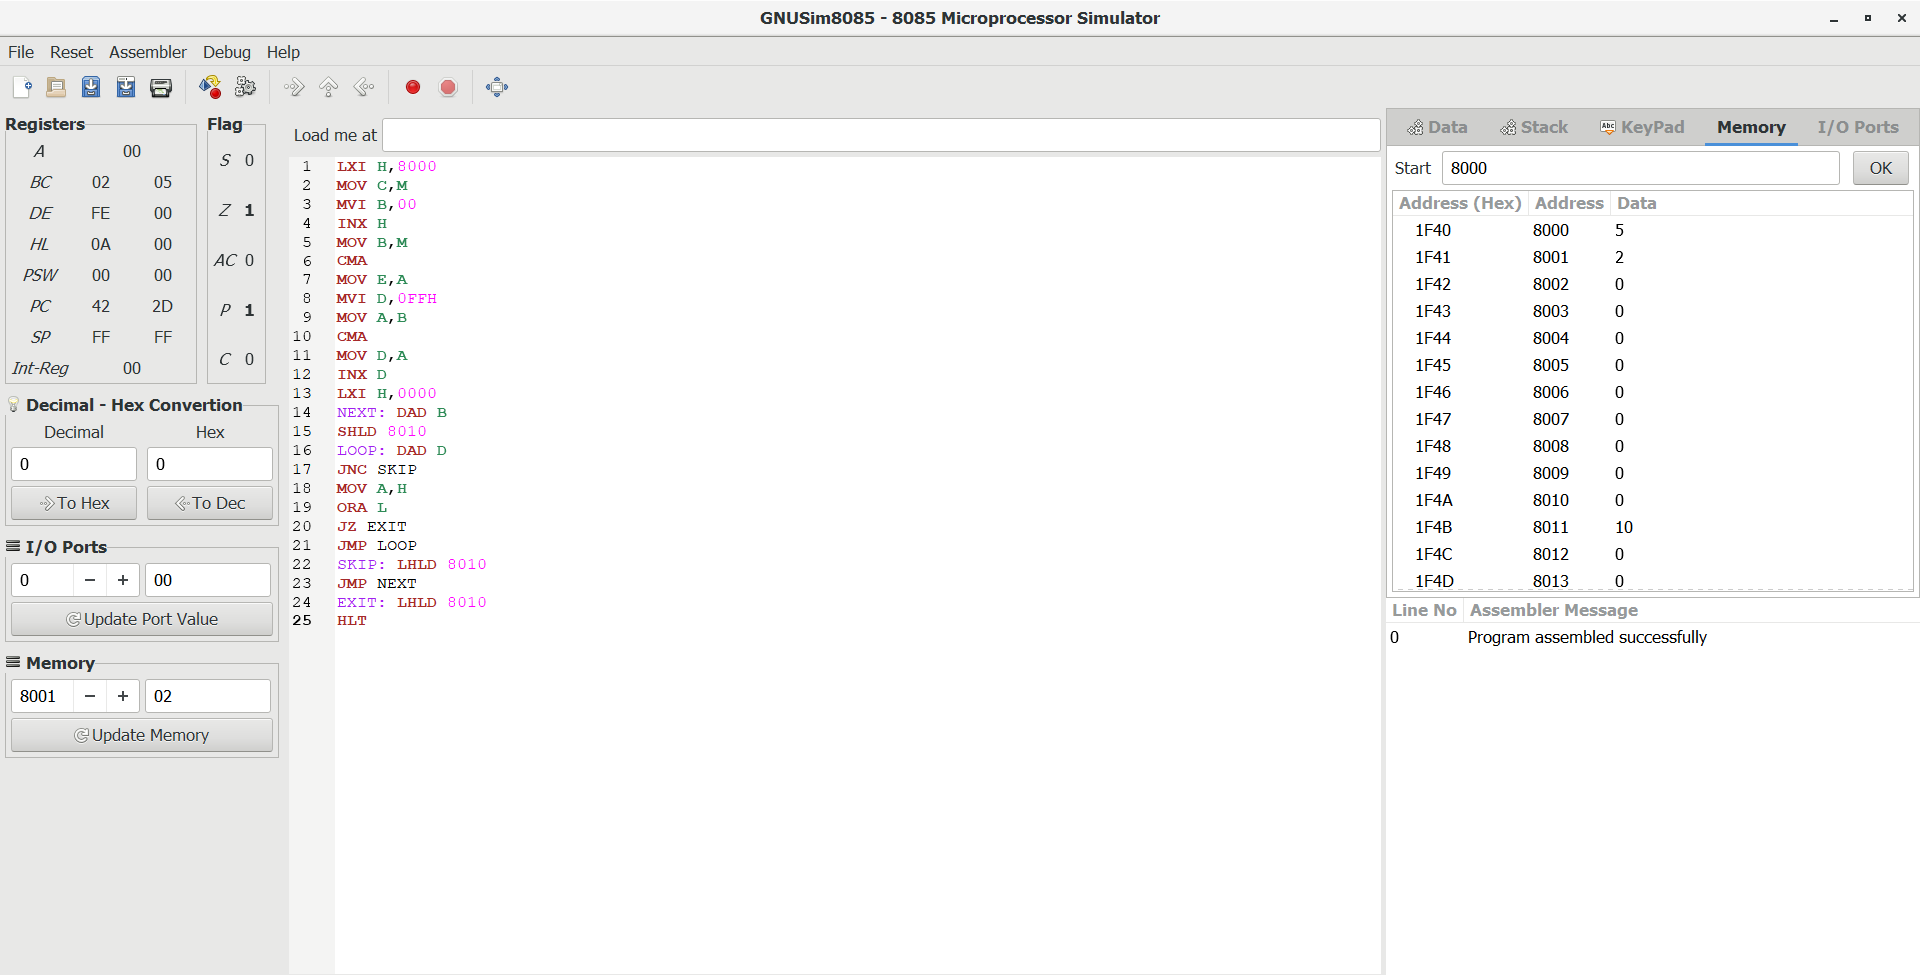 GNUSim8085 - 8085 Microprocessor Simulator
File Reset Assembler Debug Help
Registers
A 00
BC 02 05
DE FE 00
HL 0A 00
PSW 00 00
PC 42 2D
SP FF FF
Int-Reg 00
Flag
S 0
Z 1
AC 0
P 1
C 0
Decimal - Hex Convertion
Decimal Hex
0 0
To Hex To Dec
I/O Ports
0 − + 00
Update Port Value
Memory
8001 − + 02
Update Memory
Load me at
1 LXI H,8000
2 MOV C,M
3 MVI B,00
4 INX H
5 MOV B,M
6 CMA
7 MOV E,A
8 MVI D,0FFH
9 MOV A,B
10 CMA
11 MOV D,A
12 INX D
13 LXI H,0000
14 NEXT: DAD B
15 SHLD 8010
16 LOOP: DAD D
17 JNC SKIP
18 MOV A,H
19 ORA L
20 JZ EXIT
21 JMP LOOP
22 SKIP: LHLD 8010
23 JMP NEXT
24 EXIT: LHLD 8010
25 HLT
Data Stack Abc KeyPad Memory I/O Ports
Start 8000 OK
Address (Hex) Address Data
1F40 8000 5
1F41 8001 2
1F42 8002 0
1F43 8003 0
1F44 8004 0
1F45 8005 0
1F46 8006 0
1F47 8007 0
1F48 8008 0
1F49 8009 0
1F4A 8010 0
1F4B 8011 10
1F4C 8012 0
1F4D 8013 0
Line No Assembler Message
0 Program assembled successfully